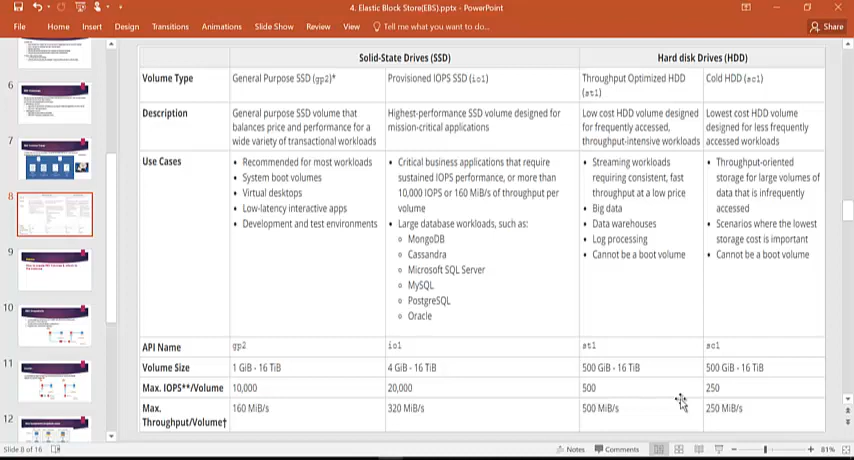 4. Elastic Block Store(EBS).pptx - PowerPoint
File Home Insert Design Transitions Animations Slide Show Review View Tell me what you want to do... Share
Solid-State Drives (SSD) Hard disk Drives (HDD)
Volume Type General Purpose SSD (gp2)* Provisioned IOPS SSD (io1) Throughput Optimized HDD Cold HDD (sc1)
(st1)
Description General purpose SSD volume that Highest-performance SSD volume designed for Low cost HDD volume designed Lowest cost HDD volume
balances price and performance for a mission-critical applications for frequently accessed, designed for less frequently
wide variety of transactional workloads throughput-intensive workloads accessed workloads
Use Cases
• Recommended for most workloads
• System boot volumes
• Virtual desktops
• Low-latency interactive apps
• Development and test environments
• Critical business applications that require
sustained IOPS performance, or more than
10,000 IOPS or 160 MiB/s of throughput per
volume
• Large database workloads, such as:
○ MongoDB
○ Cassandra
○ Microsoft SQL Server
○ MySQL
○ PostgreSQL
○ Oracle
• Streaming workloads
requiring consistent, fast
throughput at a low price
• Big data
• Data warehouses
• Log processing
• Cannot be a boot volume
• Throughput-oriented
storage for large volumes of
data that is infrequently
accessed
• Scenarios where the lowest
storage cost is important
• Cannot be a boot volume
API Name gp2 io1 st1 sc1
Volume Size 1 GiB - 16 TiB 4 GiB - 16 TiB 500 GiB - 16 TiB 500 GiB - 16 TiB
Max. IOPS**/Volume 10,000 20,000 500 250
Max. 160 MiB/s 320 MiB/s 500 MiB/s 250 MiB/s
Throughput/Volume†
6
7
8
9
10
11
12
Slide 8 of 16 Notes Comments 81%